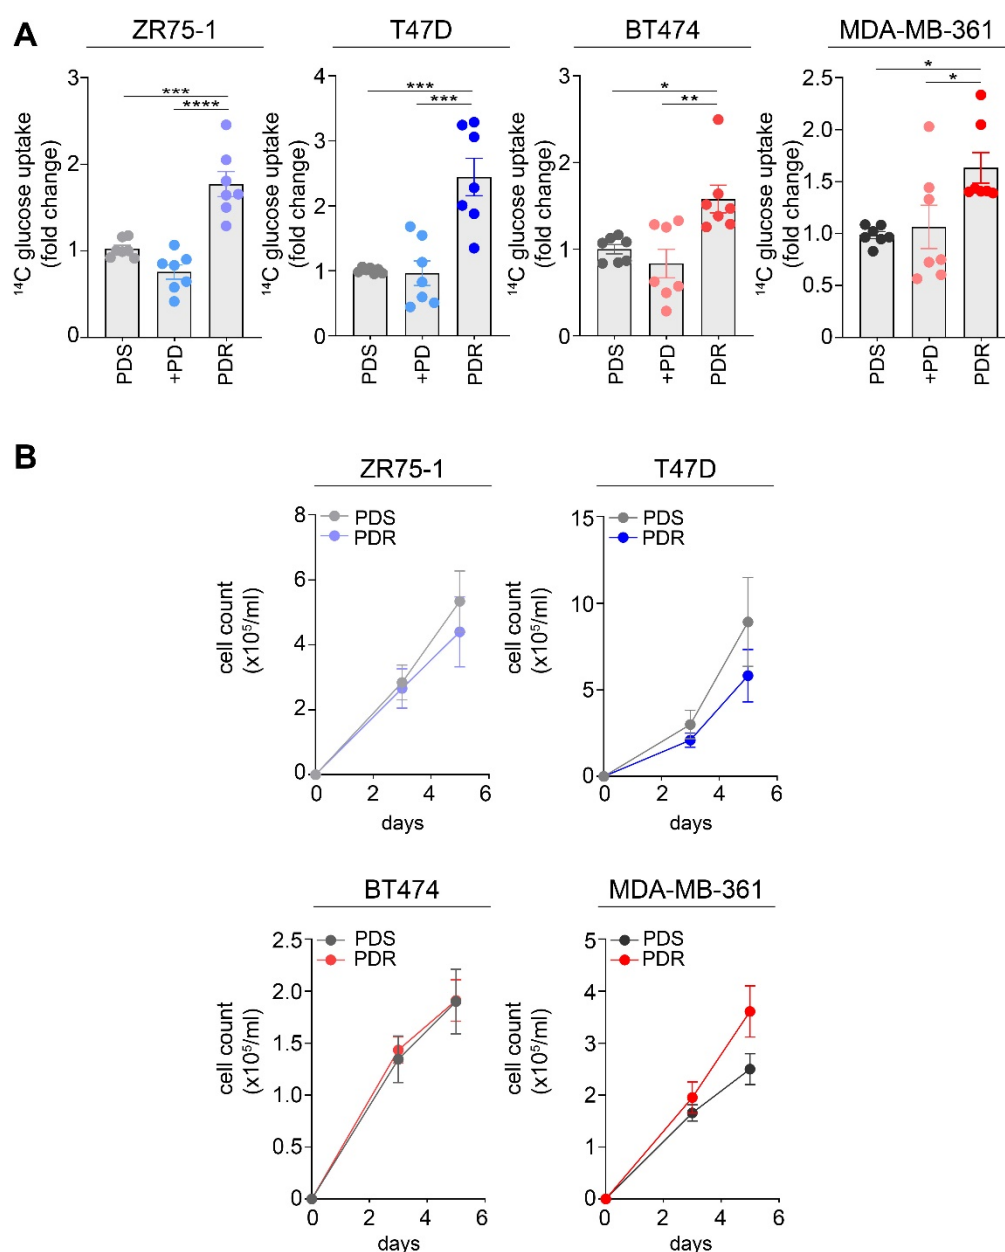 A
ZR75-1
T47D
BT474
MDA-MB-361
¹⁴C glucose uptake
(fold change)
3
2
1
0
***
****
PDS
+PD
PDR
¹⁴C glucose uptake
(fold change)
4
3
2
1
0
***
***
PDS
+PD
PDR
¹⁴C glucose uptake
(fold change)
3
2
1
0
*
**
PDS
+PD
PDR
¹⁴C glucose uptake
(fold change)
2.5
2.0
1.5
1.0
0.5
*
*
PDS
+PD
PDR
B
ZR75-1
PDS
PDR
cell count
(x10⁵/ml)
8
6
4
2
0
0
2
4
6
days
T47D
PDS
PDR
cell count
(x10⁵/ml)
15
10
5
0
0
2
4
6
days
BT474
PDS
PDR
cell count
(x10⁵/ml)
2.5
2.0
1.5
1.0
0.5
0
0
2
4
6
days
MDA-MB-361
PDS
PDR
cell count
(x10⁵/ml)
5
4
3
2
1
0
0
2
4
6
days